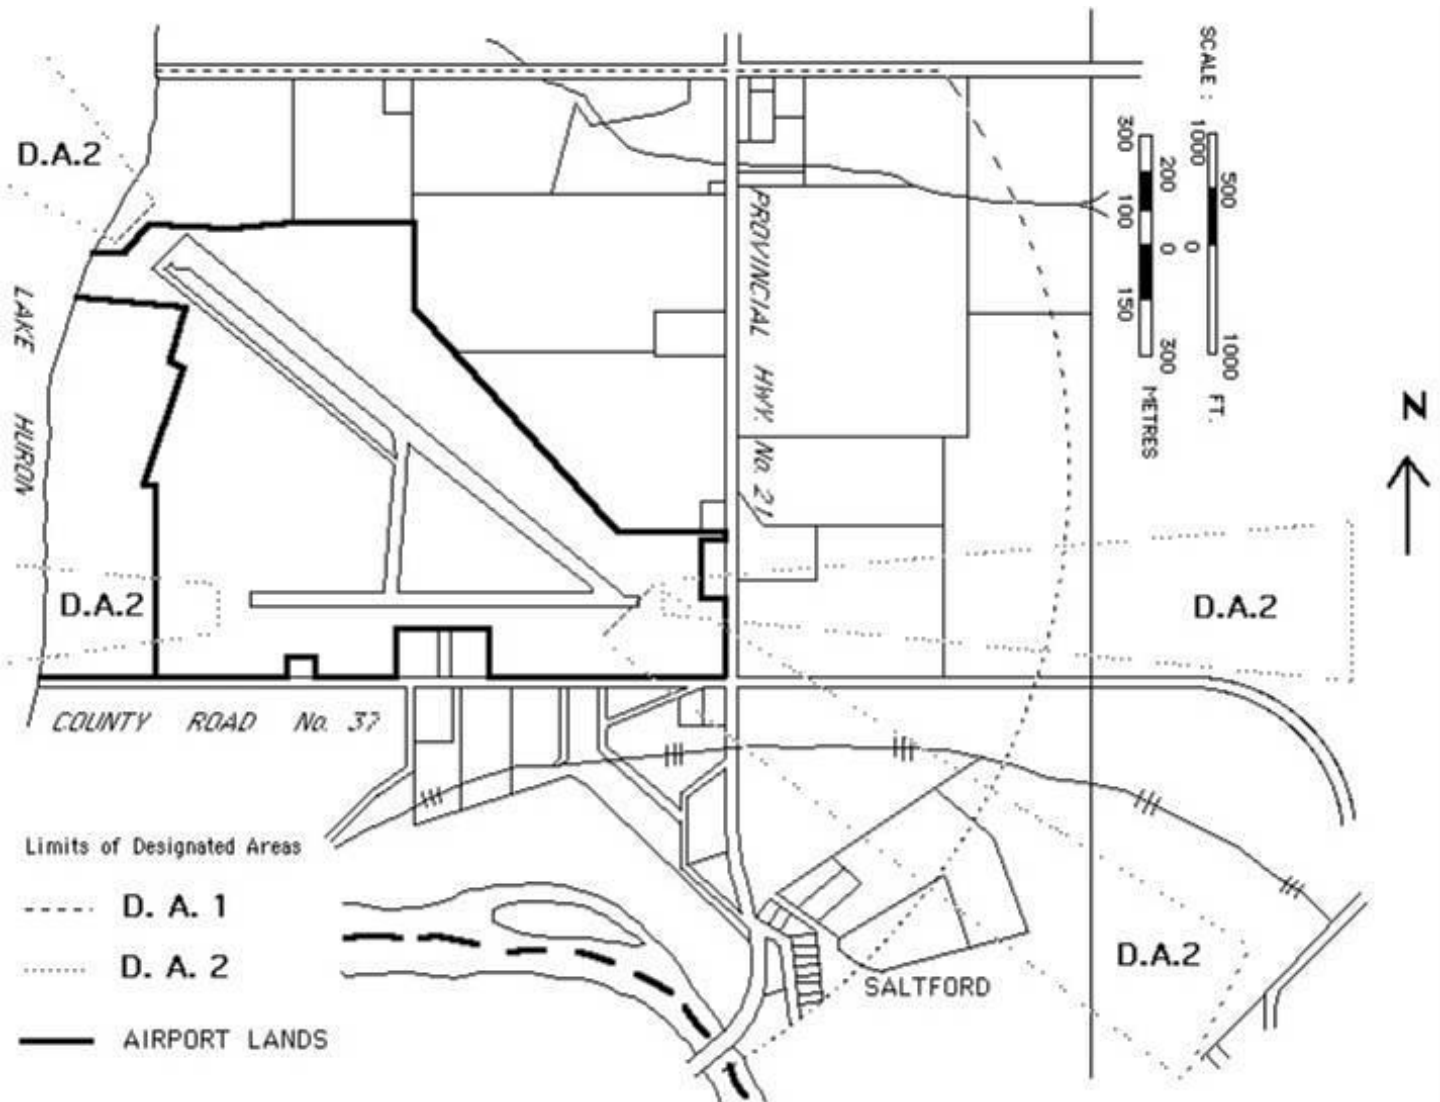 SCALE :
1000 500 0 1000 FT.
300 200 100 0 150 300 METRES
D.A.2
PROVINCIAL HWY. No. 21
LAKE HURON
N
D.A.2
D.A.2
COUNTY ROAD No. 37
Limits of Designated Areas
D. A. 1
D. A. 2
AIRPORT LANDS
D.A.2
SALTFORD